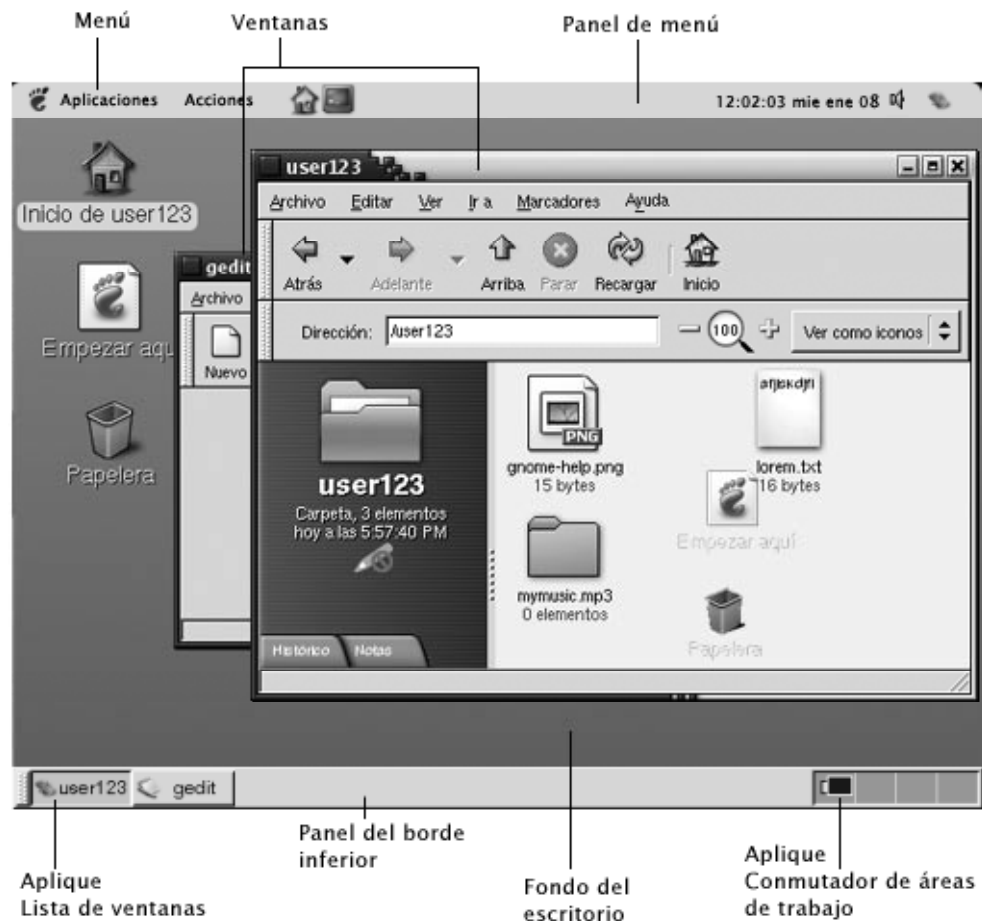 Menú
Ventanas
Panel de menú
Aplicaciones Acciones 12:02:03 mie ene 08
Inicio de user123
Empezar aqu
Papelera
gedit
Archivo
Nuevo
user123
Archivo Editar Ver Ir a Marcadores Ayuda
Atrás Adelante Arriba Parar Recargar Inicio
Dirección: /user123 100 Ver como iconos
user123
Carpeta, 3 elementos
hoy a las 5:57:40 PM
Histórico Notas
PNG
gnome-help.png
15 bytes
lorem.txt
16 bytes
Empezar aquí
mymusic.mp3
0 elementos
Papelera
user123 gedit
Panel del borde
inferior
Aplique
Lista de ventanas
Fondo del
escritorio
Aplique
Conmutador de áreas
de trabajo